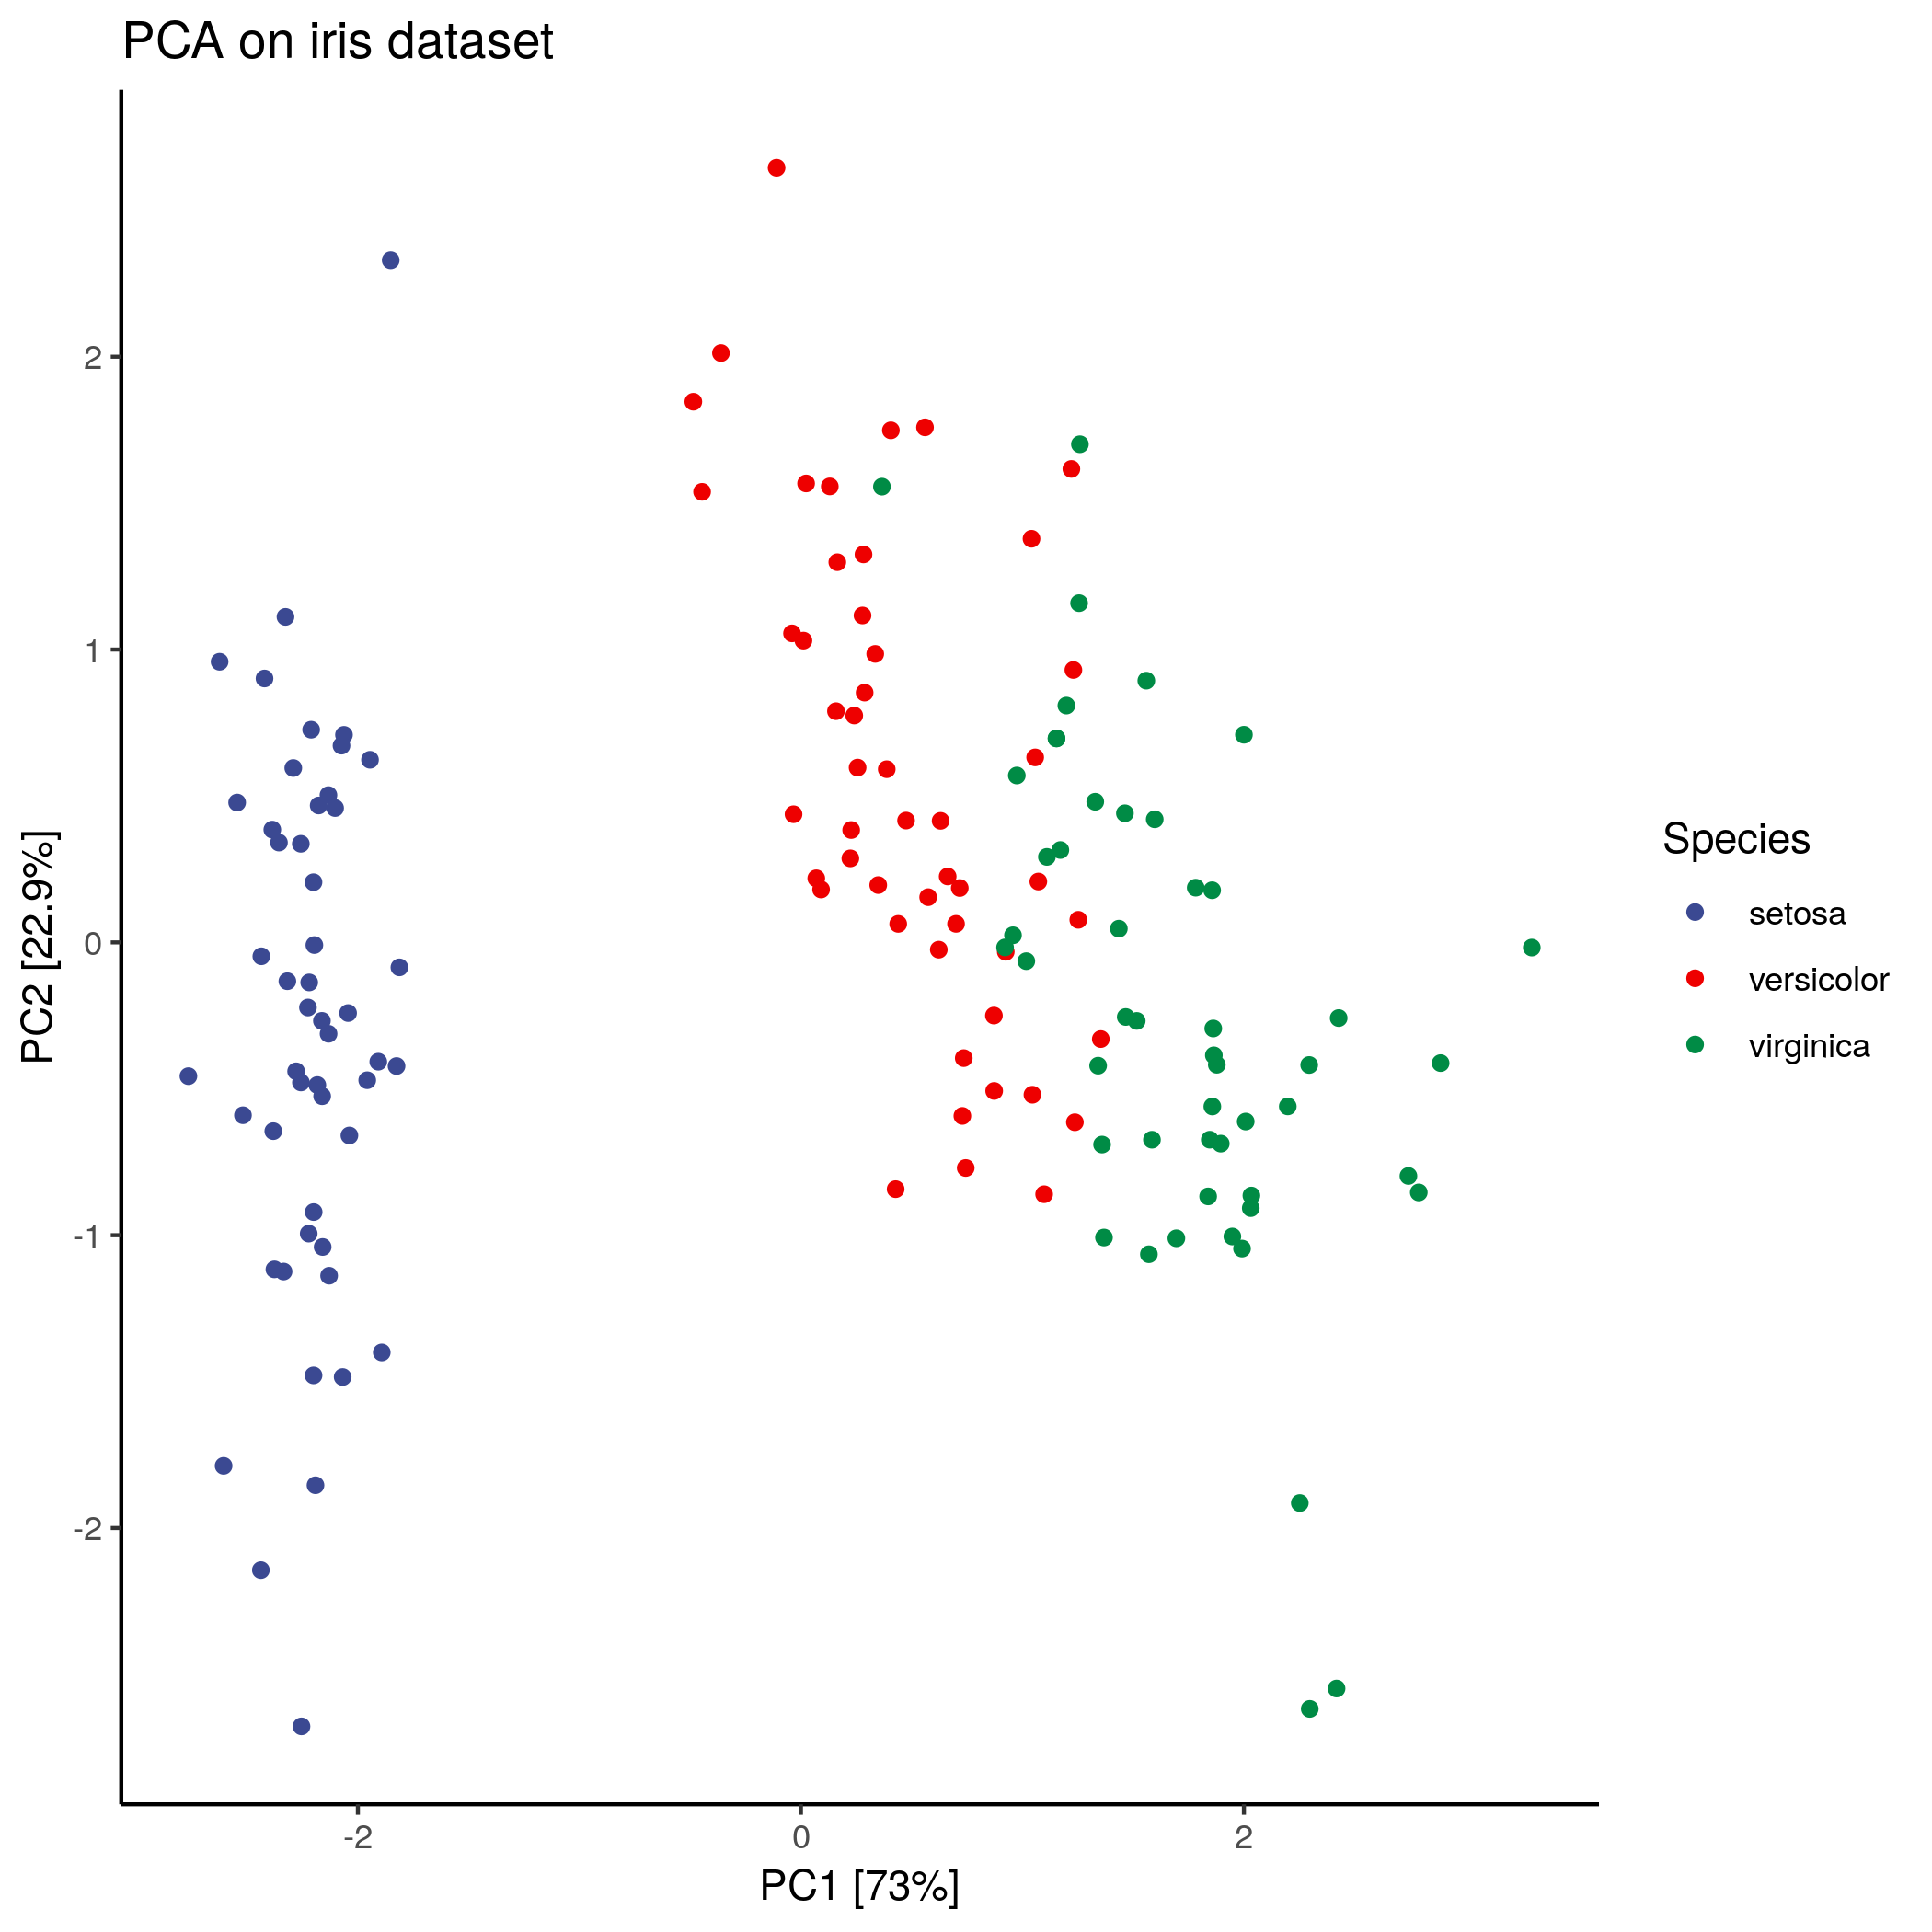 PCA on iris dataset
2
1
0
-1
-2
PC2 [22.9%]
-2
0
2
PC1 [73%]
Species
setosa
versicolor
virginica